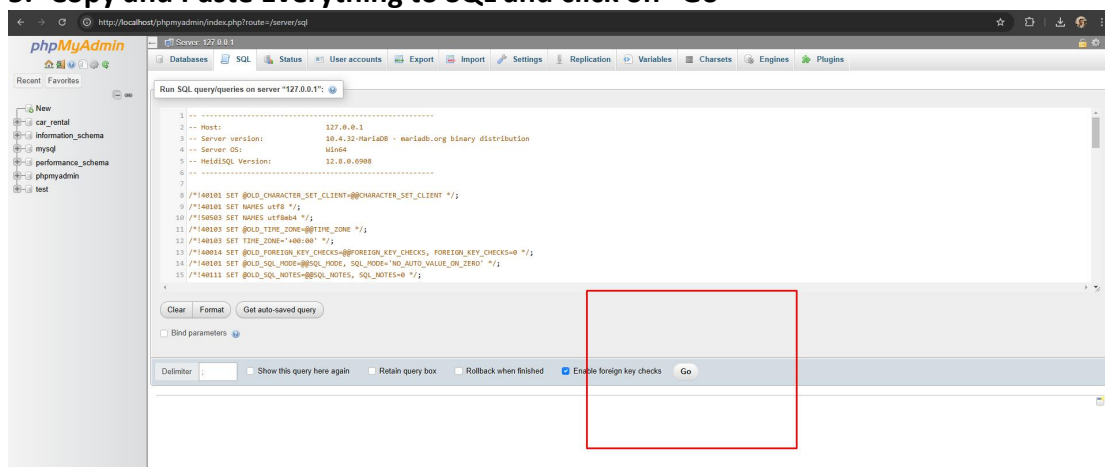 3. Copy and Paste Everything to SQL and click on "Go"
http://localhost/phpmyadmin/index.php?route=/server/sql
phpMyAdmin
Server: 127.0.0.1
Databases SQL Status User accounts Export Import Settings Replication Variables Charsets Engines Plugins
Recent Favorites
New
car_rental
information_schema
mysql
performance_schema
phpmyadmin
test
Run SQL query/queries on server "127.0.0.1":
1 -- --------------------------------------------------------
2 -- Host: 127.0.0.1
3 -- Server version: 10.4.32-MariaDB - mariadb.org binary distribution
4 -- Server OS: Win64
5 -- HeidiSQL Version: 12.8.0.6908
6 -- --------------------------------------------------------
7
8 /*!40101 SET @OLD_CHARACTER_SET_CLIENT=@@CHARACTER_SET_CLIENT */;
9 /*!40101 SET NAMES utf8 */;
10 /*!50503 SET NAMES utf8mb4 */;
11 /*!40103 SET @OLD_TIME_ZONE=@@TIME_ZONE */;
12 /*!40103 SET TIME_ZONE='+00:00' */;
13 /*!40014 SET @OLD_FOREIGN_KEY_CHECKS=@@FOREIGN_KEY_CHECKS, FOREIGN_KEY_CHECKS=0 */;
14 /*!40101 SET @OLD_SQL_MODE=@@SQL_MODE, SQL_MODE='NO_AUTO_VALUE_ON_ZERO' */;
15 /*!40111 SET @OLD_SQL_NOTES=@@SQL_NOTES, SQL_NOTES=0 */;
Clear Format Get auto-saved query
Bind parameters
Delimiter ; Show this query here again Retain query box Rollback when finished Enable foreign key checks Go